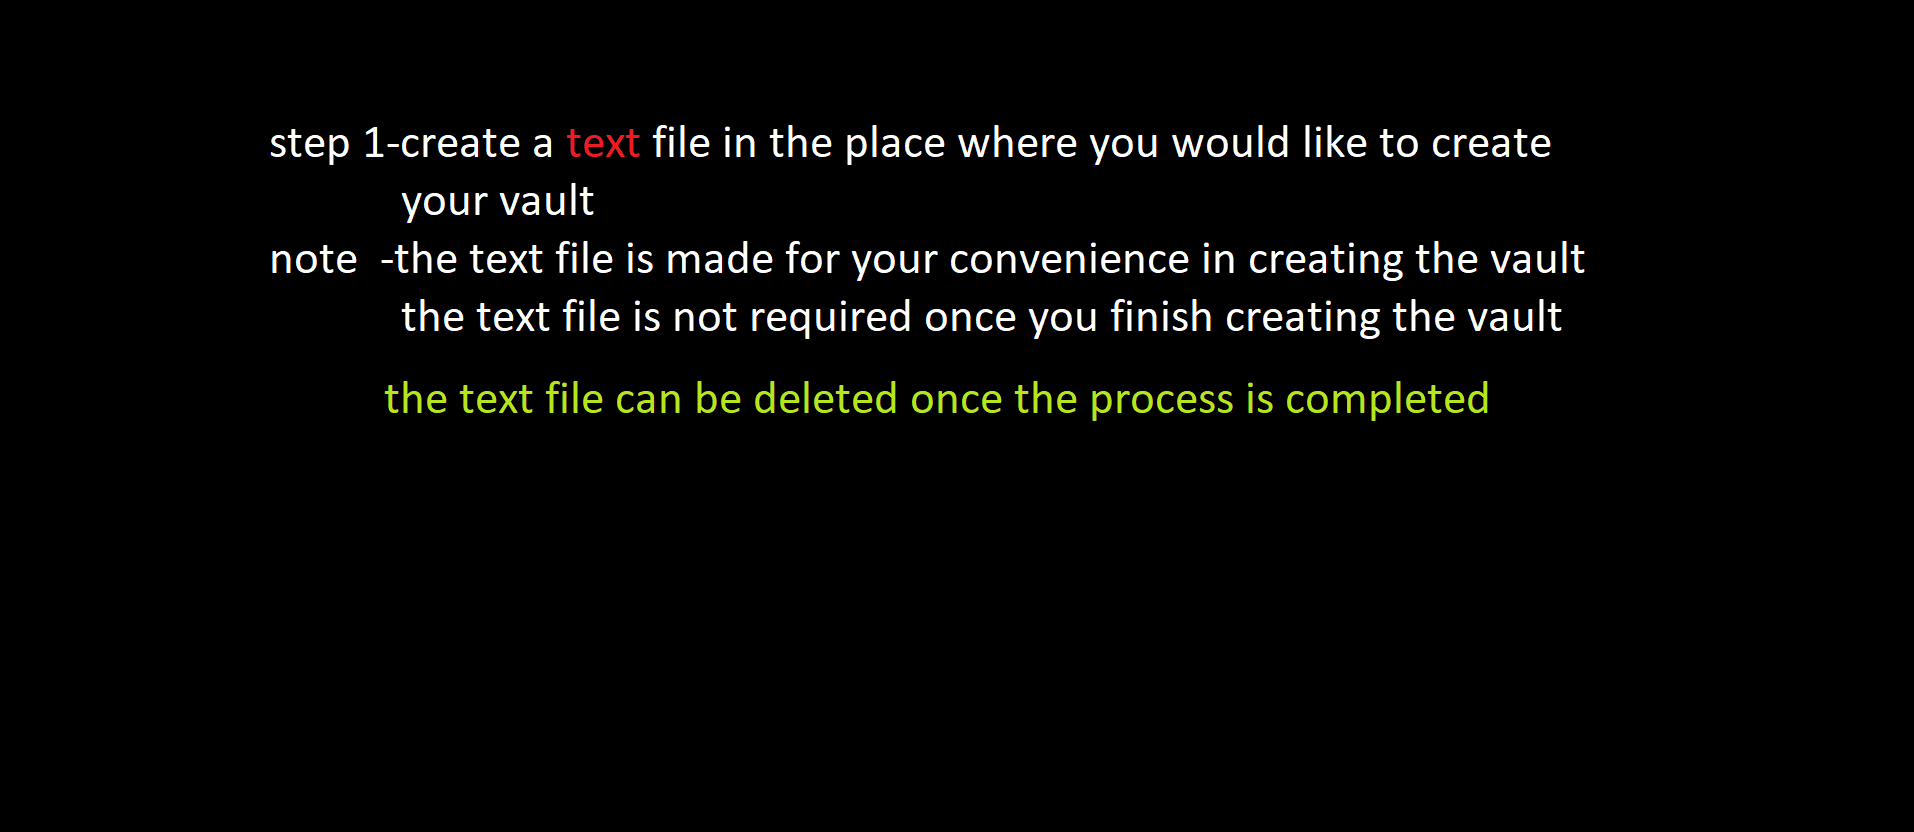 step 1-create a text file in the place where you would like to create
your vault
note -the text file is made for your convenience in creating the vault
the text file is not required once you finish creating the vault
the text file can be deleted once the process is completed